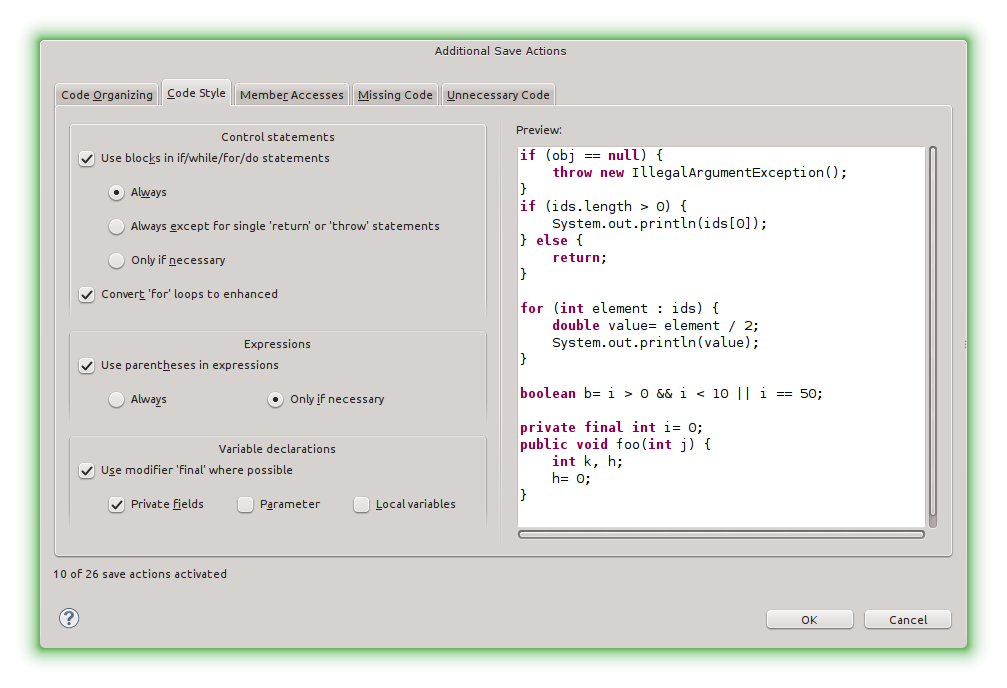 Additional Save Actions
Code Organizing
Code Style
Member Accesses
Missing Code
Unnecessary Code
Control statements
Use blocks in if/while/for/do statements
Always
Always except for single 'return' or 'throw' statements
Only if necessary
Convert 'for' loops to enhanced
Expressions
Use parentheses in expressions
Always
Only if necessary
Variable declarations
Use modifier 'final' where possible
Private fields
Parameter
Local variables
Preview:
if (obj == null) {
    throw new IllegalArgumentException();
}
if (ids.length > 0) {
    System.out.println(ids[0]);
} else {
    return;
}
for (int element : ids) {
    double value= element / 2;
    System.out.println(value);
}
boolean b= i > 0 && i < 10 || i == 50;
private final int i= 0;
public void foo(int j) {
    int k, h;
    h= 0;
}
10 of 26 save actions activated
?
OK
Cancel